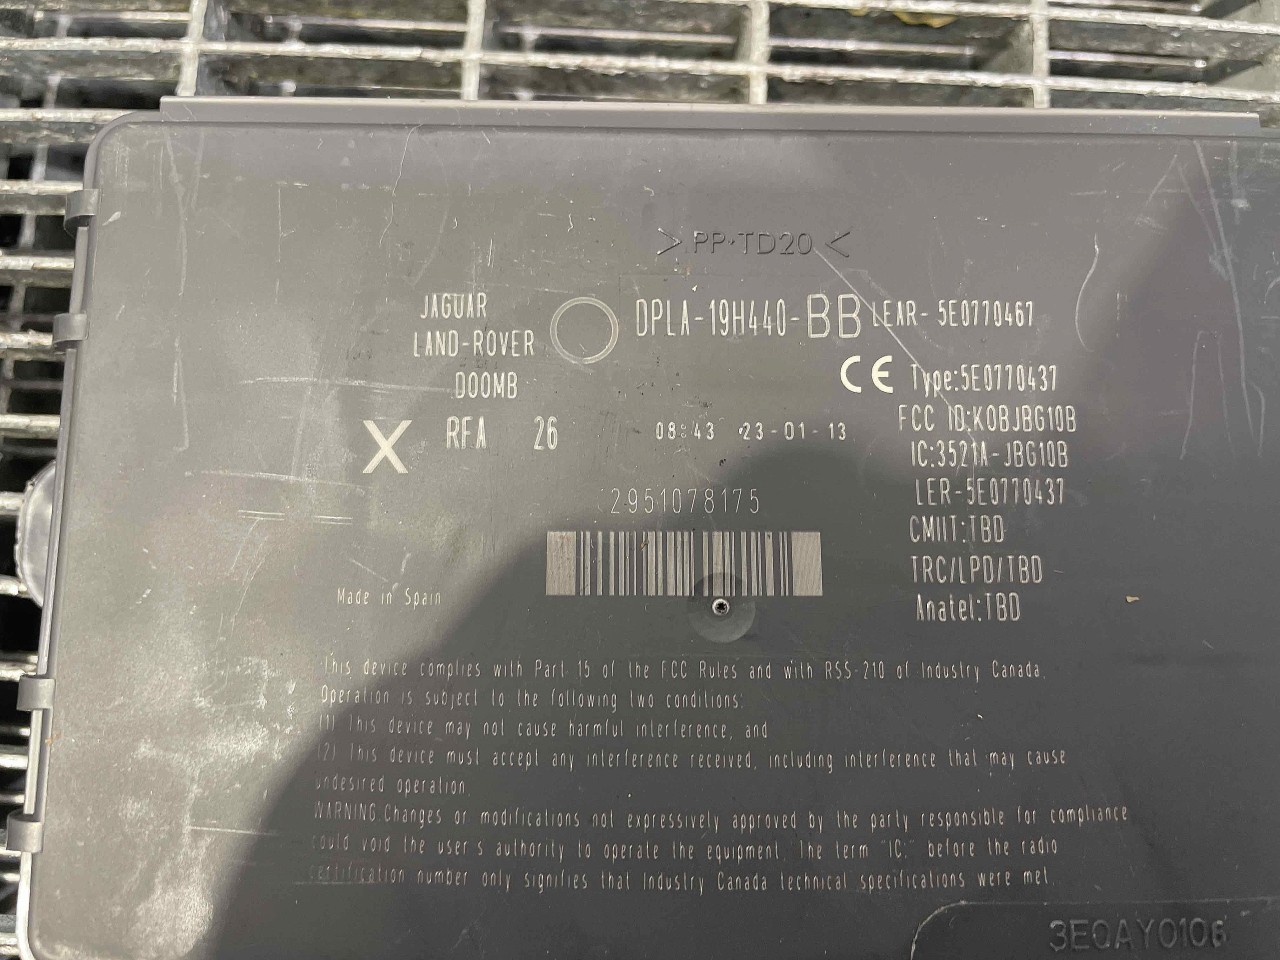 >PP-TD20<
JAGUAR
LAND-ROVER
D00MB
DPLA-19H440-BB
LEAR-5E0770467
CE
Type:5E0770437
X RFA 26
08:43 23-01-13
FCC ID:KOBJBG10B
IC:3521A-JBG10B
2951078175
LER-5E0770437
CMIIT:TBD
TRC/LPD/TBD
Anatel:TBD
Made in Spain
This device complies with Part 15 of the FCC Rules and with RSS-210 of Industry Canada.
Operation is subject to the following two conditions:
(1) This device may not cause harmful interference, and
(2) This device must accept any interference received, including interference that may cause
undesired operation.
WARNING:Changes or modifications not expressively approved by the party responsible for compliance
could void the user's authority to operate the equipment. The term "IC:" before the radio
certification number only signifies that Industry Canada technical specifications were met.
3EQAY0106